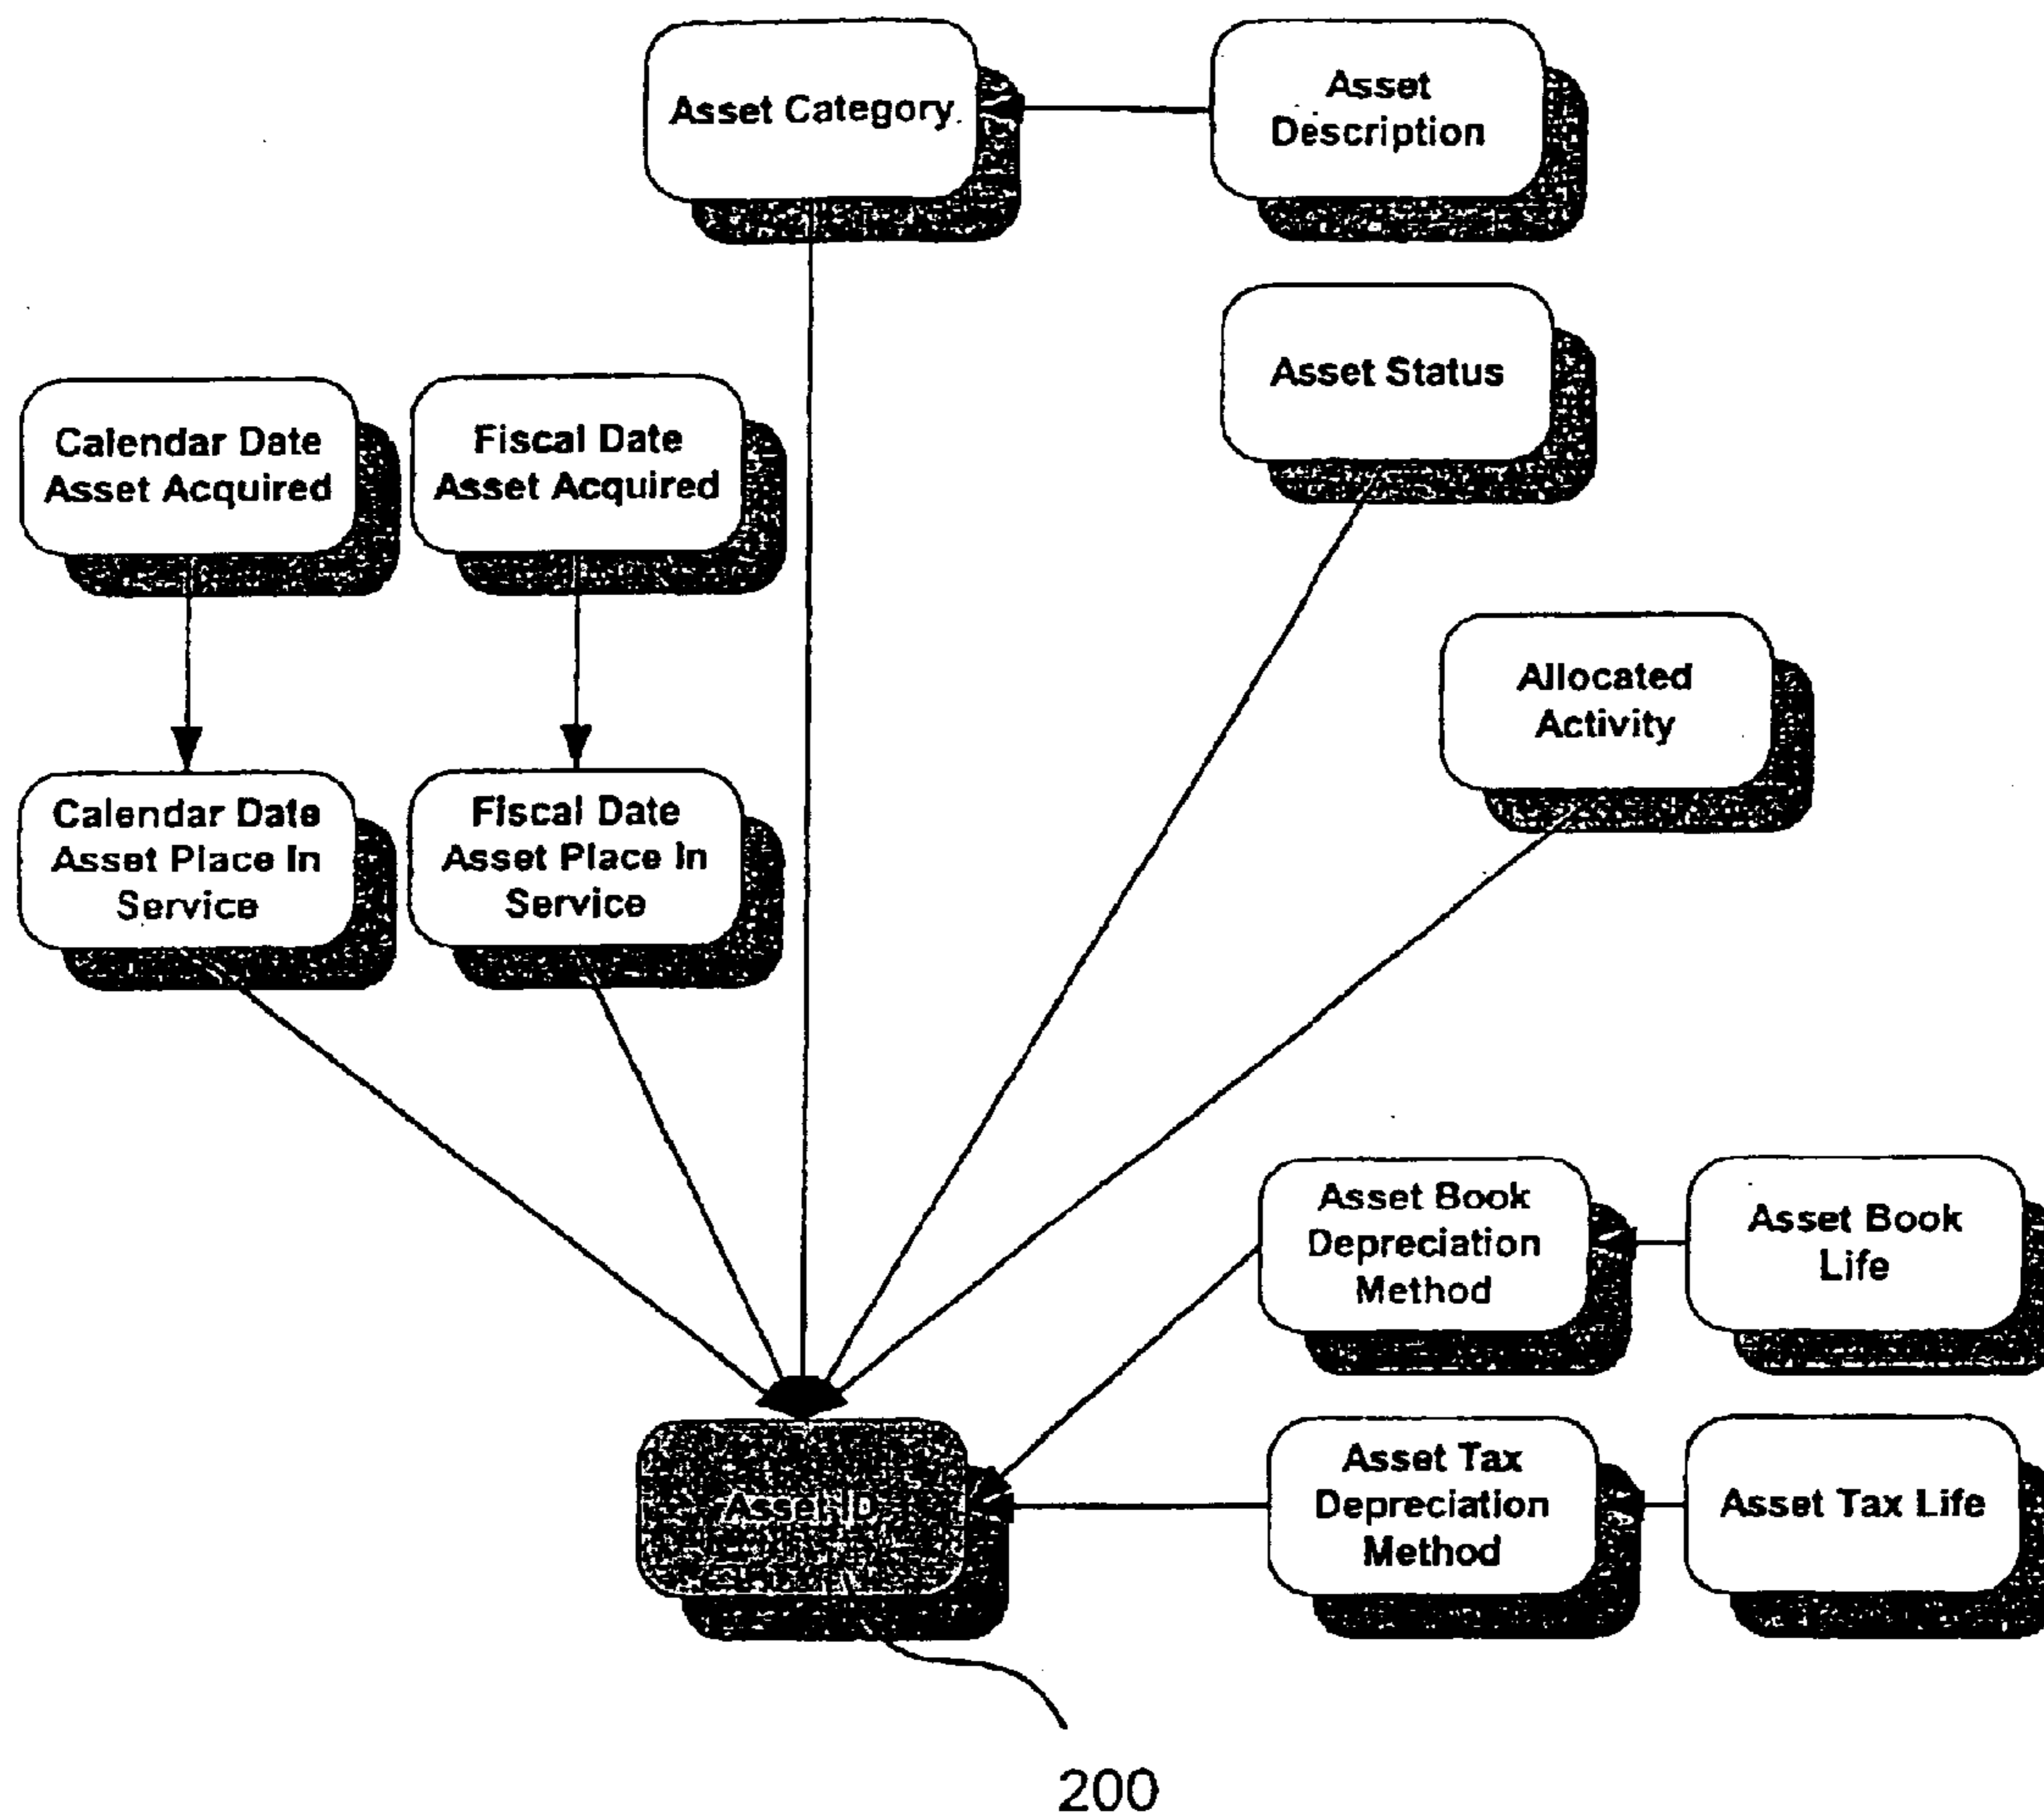 Asset Category
Asset
Description
Asset Status
Calendar Date
Asset Acquired
Fiscal Date
Asset Acquired
Allocated
Activity
Calendar Date
Asset Place In
Service
Fiscal Date
Asset Place In
Service
Asset Book
Depreciation
Method
Asset Book
Life
Asset ID
Asset Tax
Depreciation
Method
Asset Tax Life
200